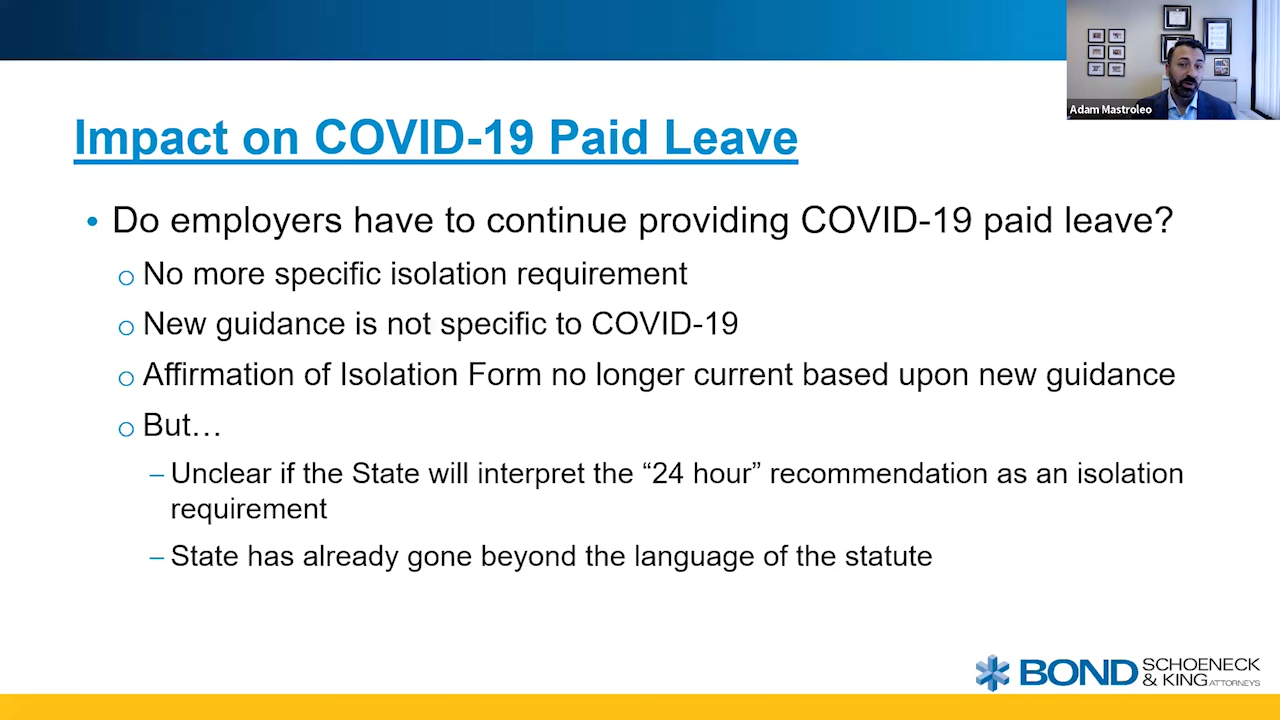 Adam Mastroleo
Impact on COVID-19 Paid Leave
• Do employers have to continue providing COVID-19 paid leave?
o No more specific isolation requirement
o New guidance is not specific to COVID-19
o Affirmation of Isolation Form no longer current based upon new guidance
o But…
– Unclear if the State will interpret the “24 hour” recommendation as an isolation
requirement
– State has already gone beyond the language of the statute
BOND SCHOENECK
& KING ATTORNEYS